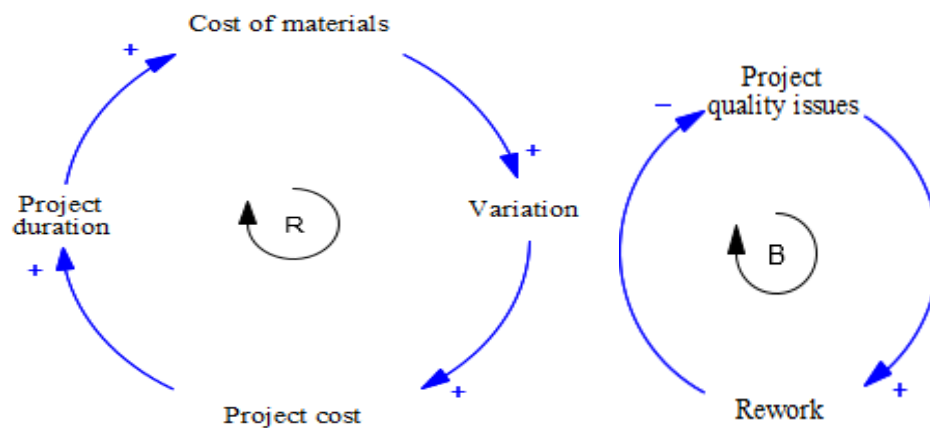 Cost of materials
+
+
Project
duration
R
Variation
+
+
Project cost
Project
quality issues
−
B
+
Rework